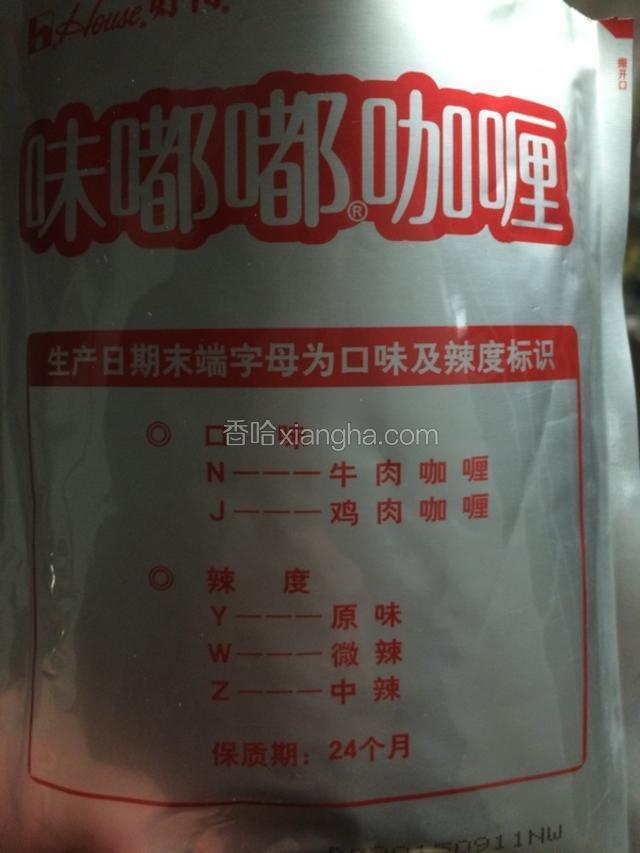 House 好侍
撕开口
味嘟嘟咖喱
®
生产日期末端字母为口味及辣度标识
◎ 口 味
香哈xiangha.com
N———牛肉咖喱
J———鸡肉咖喱
◎ 辣 度
Y———原味
W———微辣
Z———中辣
保质期：24个月
150911NW